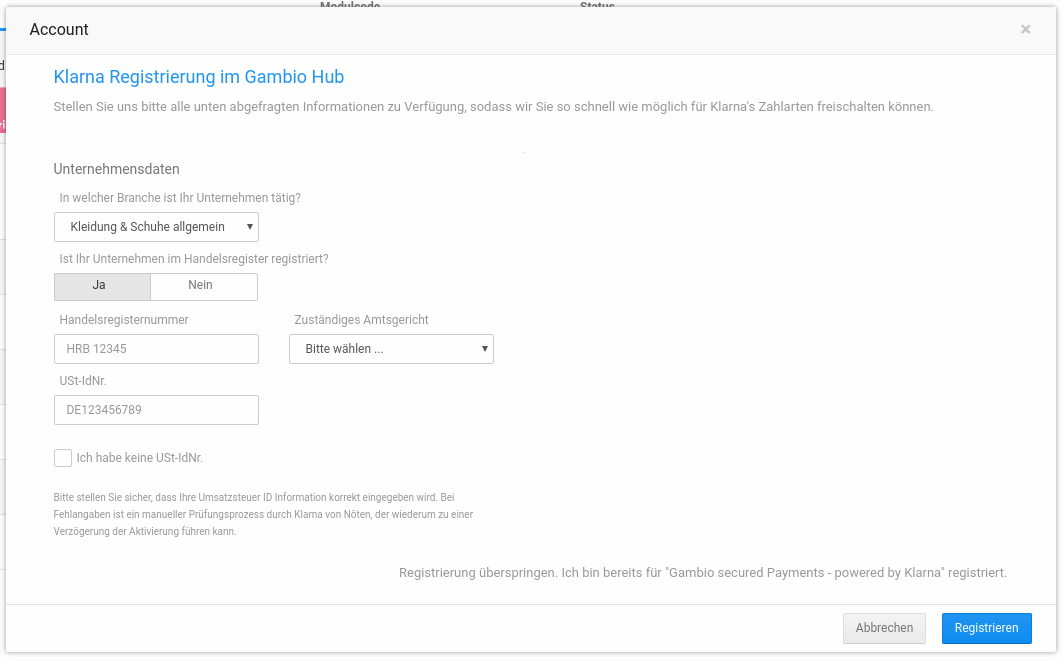 Modulcode Status
Account ×
Klarna Registrierung im Gambio Hub
Stellen Sie uns bitte alle unten abgefragten Informationen zu Verfügung, sodass wir Sie so schnell wie möglich für Klarna's Zahlarten freischalten können.
Unternehmensdaten
In welcher Branche ist Ihr Unternehmen tätig?
Kleidung & Schuhe allgemein
Ist Ihr Unternehmen im Handelsregister registriert?
Ja Nein
Handelsregisternummer Zuständiges Amtsgericht
HRB 12345 Bitte wählen ...
USt-IdNr.
DE123456789
Ich habe keine USt-IdNr.
Bitte stellen Sie sicher, dass Ihre Umsatzsteuer ID Information korrekt eingegeben wird. Bei
Fehlangaben ist ein manueller Prüfungsprozess durch Klarna von Nöten, der wiederum zu einer
Verzögerung der Aktivierung führen kann.
Registrierung überspringen. Ich bin bereits für "Gambio secured Payments - powered by Klarna" registriert.
Abbrechen Registrieren